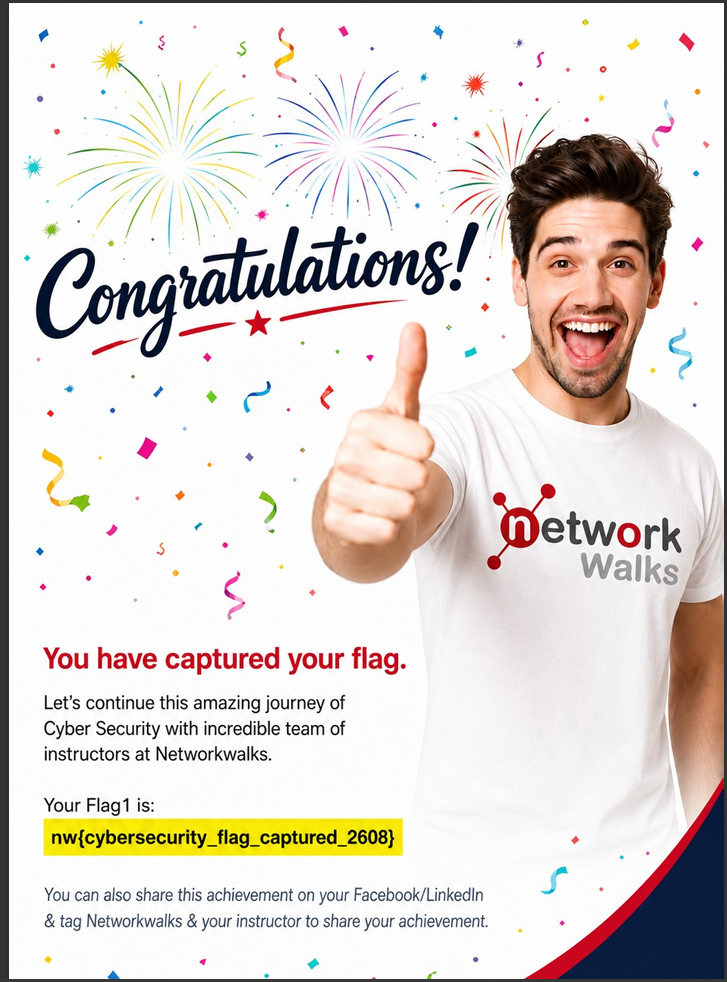 Congratulations!
network
Walks
You have captured your flag.
Let's continue this amazing journey of
Cyber Security with incredible team of
instructors at Networkwalks.
Your Flag1 is:
nw{cybersecurity_flag_captured_2608}
You can also share this achievement on your Facebook/LinkedIn
& tag Networkwalks & your instructor to share your achievement.